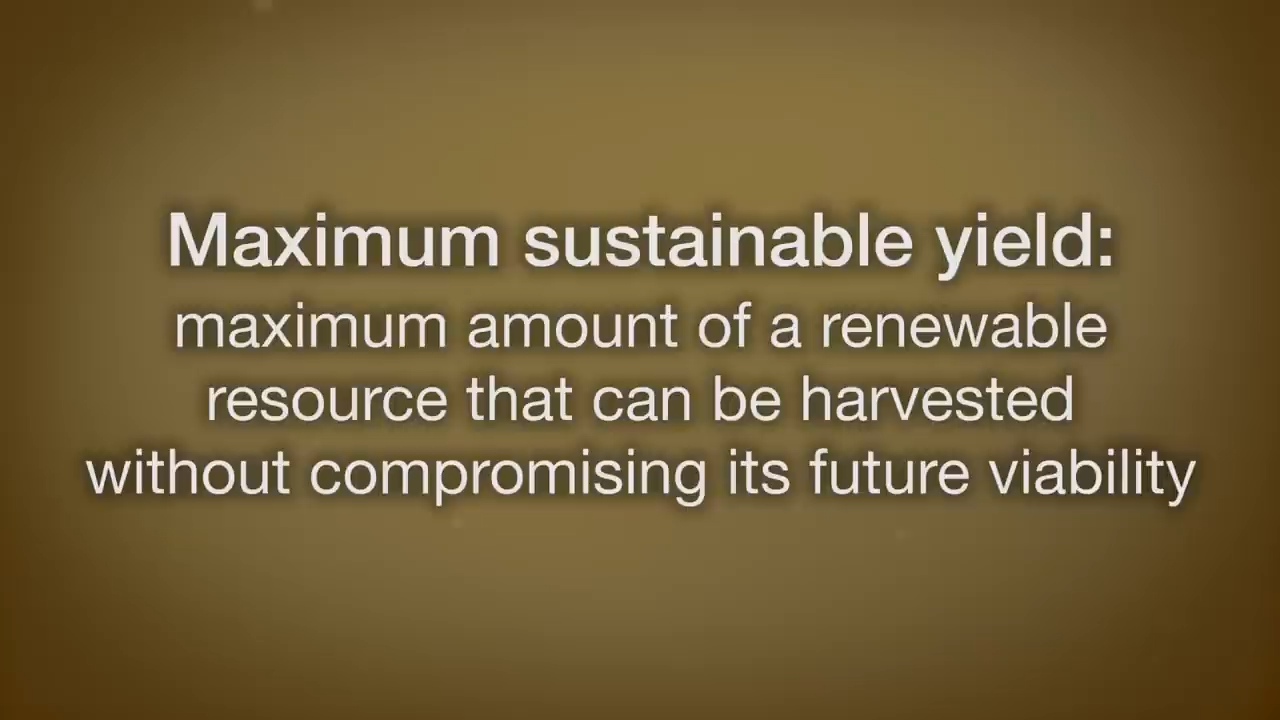 Maximum sustainable yield:
maximum amount of a renewable
resource that can be harvested
without compromising its future viability